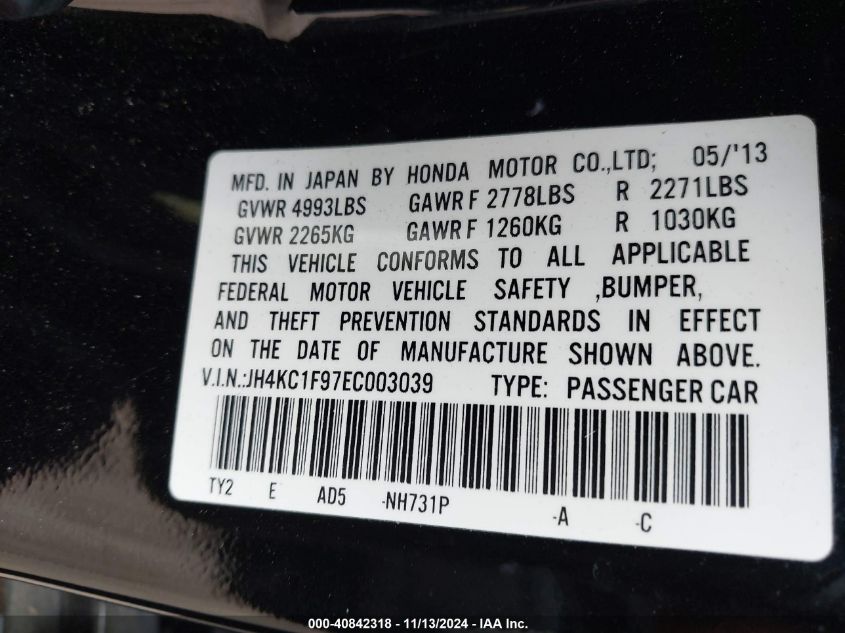 MFD. IN JAPAN BY HONDA MOTOR CO.,LTD; 05/'13
GVWR 4993LBS GAWR F 2778LBS R 2271LBS
GVWR 2265KG GAWR F 1260KG R 1030KG
THIS VEHICLE CONFORMS TO ALL APPLICABLE
FEDERAL MOTOR VEHICLE SAFETY ,BUMPER,
AND THEFT PREVENTION STANDARDS IN EFFECT
ON THE DATE OF MANUFACTURE SHOWN ABOVE.
V.I.N.:JH4KC1F97EC003039 TYPE: PASSENGER CAR
TY2 E AD5 -NH731P -A -C
000-40842318 - 11/13/2024 - IAA Inc.